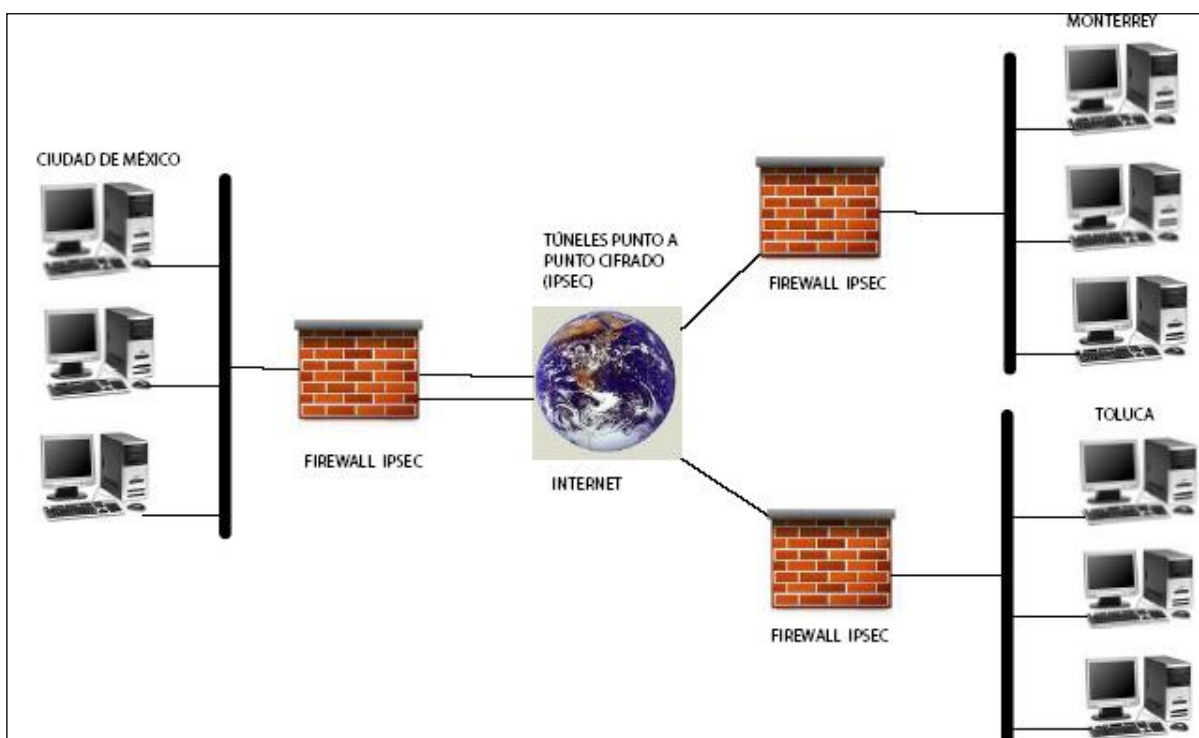 MONTERREY
CIUDAD DE MÉXICO
TÚNELES PUNTO A
PUNTO CIFRADO
(IPSEC)
FIREWALL IPSEC
FIREWALL IPSEC
INTERNET
TOLUCA
FIREWALL IPSEC